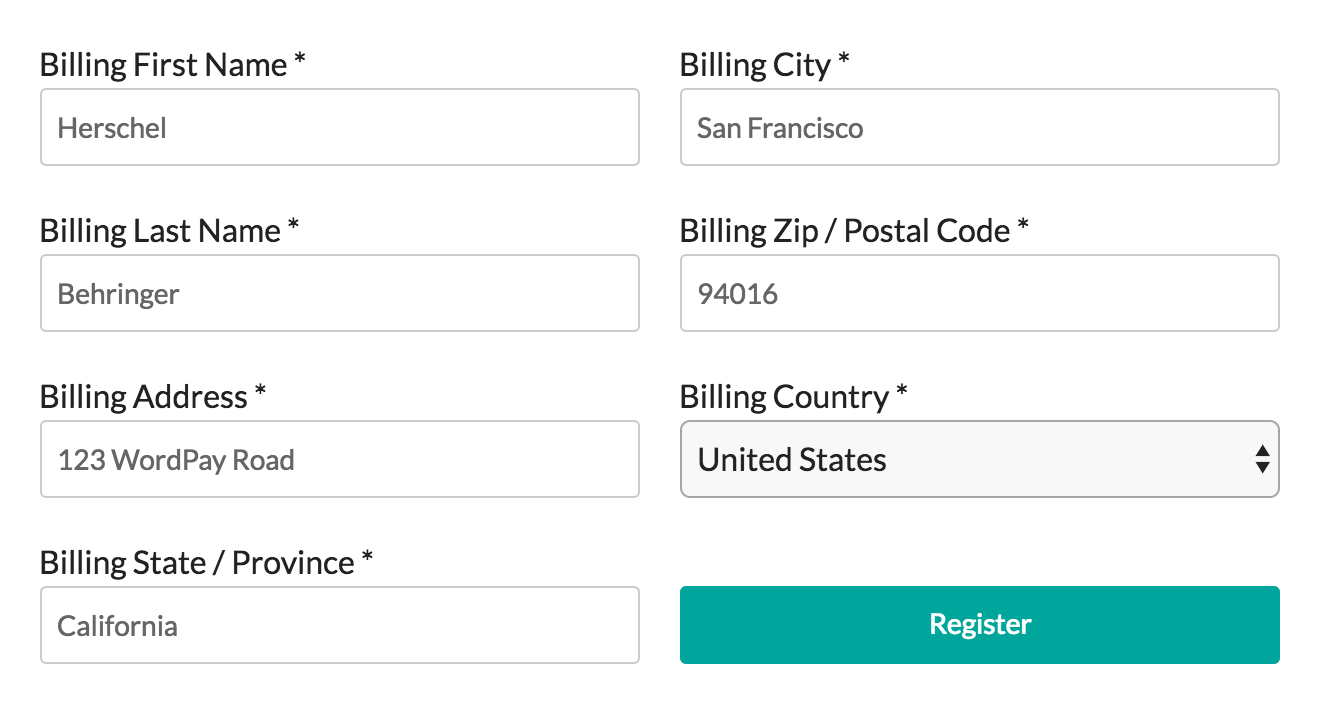 Billing First Name *
Herschel
Billing Last Name *
Behringer
Billing Address *
123 WordPay Road
Billing State / Province *
California
Billing City *
San Francisco
Billing Zip / Postal Code *
94016
Billing Country *
United States
Register